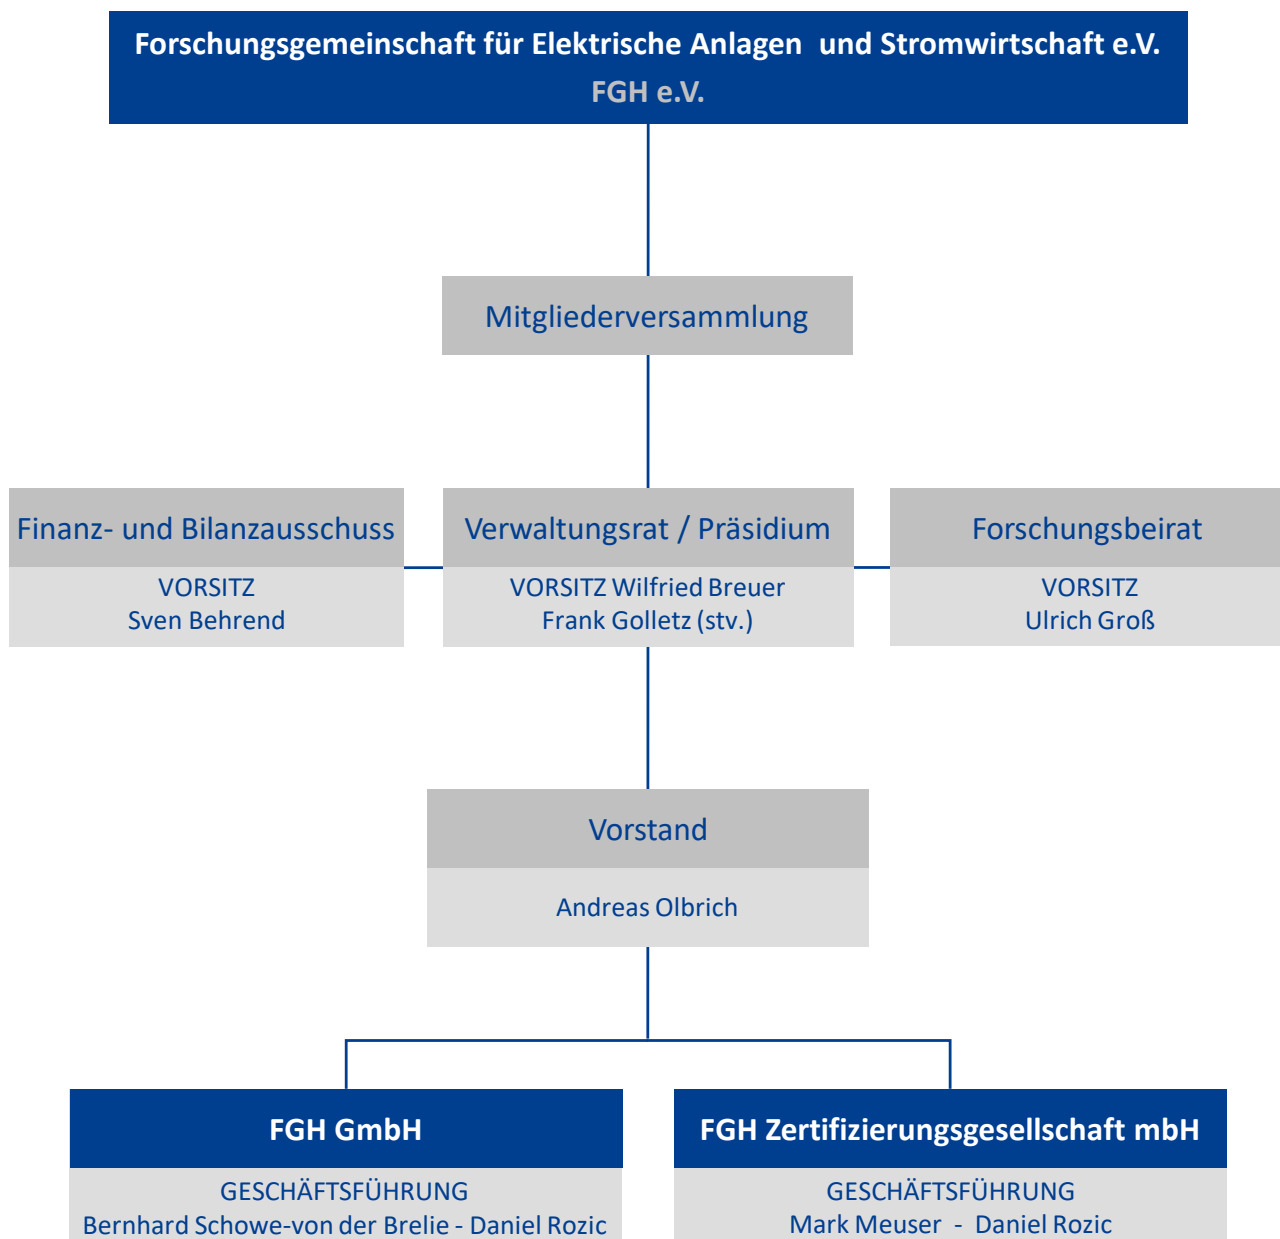 Forschungsgemeinschaft für Elektrische Anlagen und Stromwirtschaft e.V.
FGH e.V.
Mitgliederversammlung
Finanz- und Bilanzausschuss
VORSITZ
Sven Behrend
Verwaltungsrat / Präsidium
VORSITZ Wilfried Breuer
Frank Golletz (stv.)
Forschungsbeirat
VORSITZ
Ulrich Groß
Vorstand
Andreas Olbrich
FGH GmbH
GESCHÄFTSFÜHRUNG
Bernhard Schowe-von der Brelie - Daniel Rozic
FGH Zertifizierungsgesellschaft mbH
GESCHÄFTSFÜHRUNG
Mark Meuser - Daniel Rozic